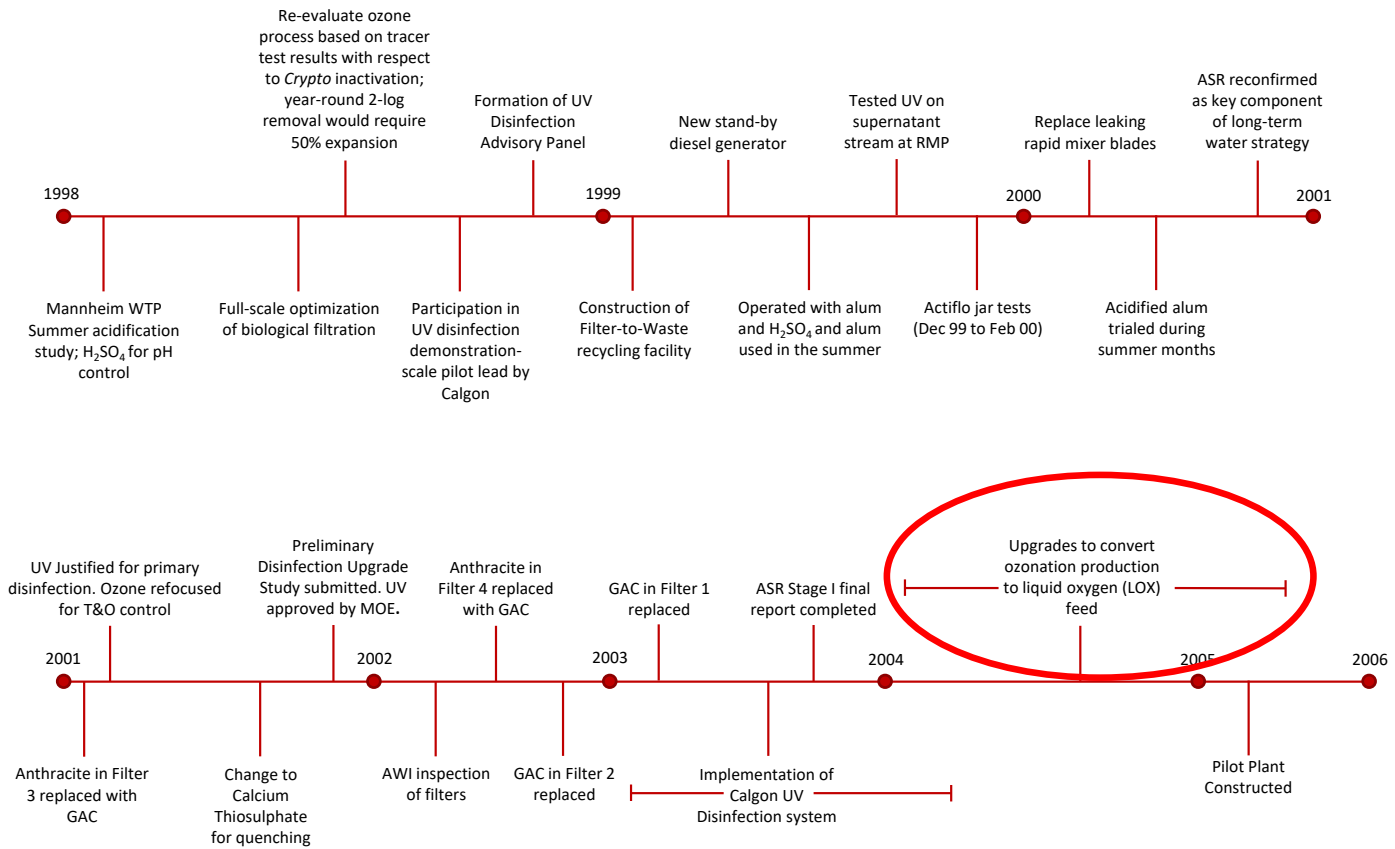 Re-evaluate ozone
process based on tracer
test results with respect
to Crypto inactivation;
year-round 2-log
removal would require
50% expansion
Formation of UV
Disinfection
Advisory Panel
New stand-by
diesel generator
Tested UV on
supernatant
stream at RMP
Replace leaking
rapid mixer blades
ASR reconfirmed
as key component
of long-term
water strategy
1998
1999
2000
2001
Mannheim WTP
Summer acidification
study; H₂SO₄ for pH
control
Full-scale optimization
of biological filtration
Participation in
UV disinfection
demonstration-
scale pilot lead by
Calgon
Construction of
Filter-to-Waste
recycling facility
Operated with alum
and H₂SO₄ and alum
used in the summer
Actiflo jar tests
(Dec 99 to Feb 00)
Acidified alum
trialed during
summer months
UV Justified for primary
disinfection. Ozone refocused
for T&O control
Preliminary
Disinfection Upgrade
Study submitted. UV
approved by MOE.
Anthracite in
Filter 4 replaced
with GAC
GAC in Filter 1
replaced
ASR Stage I final
report completed
Upgrades to convert
ozonation production
to liquid oxygen (LOX)
feed
2001
2002
2003
2004
2005
2006
Anthracite in Filter
3 replaced with
GAC
Change to
Calcium
Thiosulphate
for quenching
AWI inspection
of filters
GAC in Filter 2
replaced
Implementation of
Calgon UV
Disinfection system
Pilot Plant
Constructed